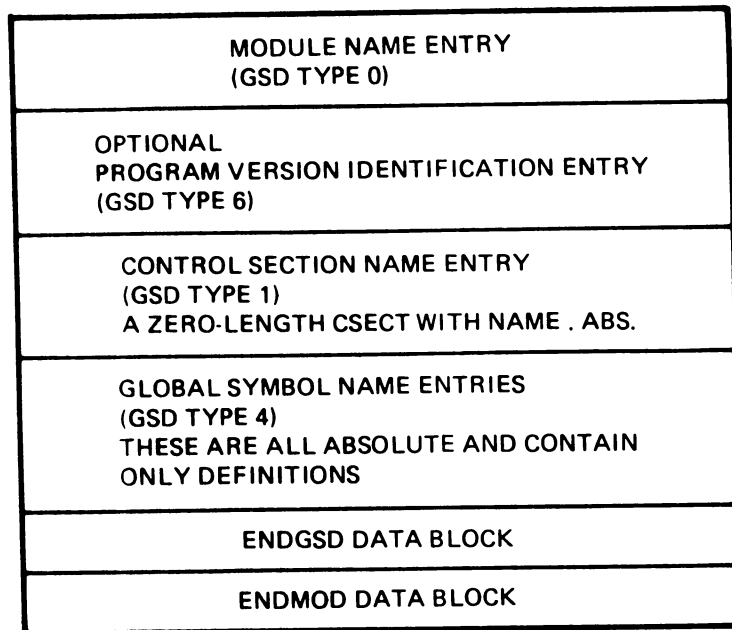 MODULE NAME ENTRY
(GSD TYPE 0)
OPTIONAL
PROGRAM VERSION IDENTIFICATION ENTRY
(GSD TYPE 6)
CONTROL SECTION NAME ENTRY
(GSD TYPE 1)
A ZERO-LENGTH CSECT WITH NAME . ABS.
GLOBAL SYMBOL NAME ENTRIES
(GSD TYPE 4)
THESE ARE ALL ABSOLUTE AND CONTAIN
ONLY DEFINITIONS
ENDGSD DATA BLOCK
ENDMOD DATA BLOCK